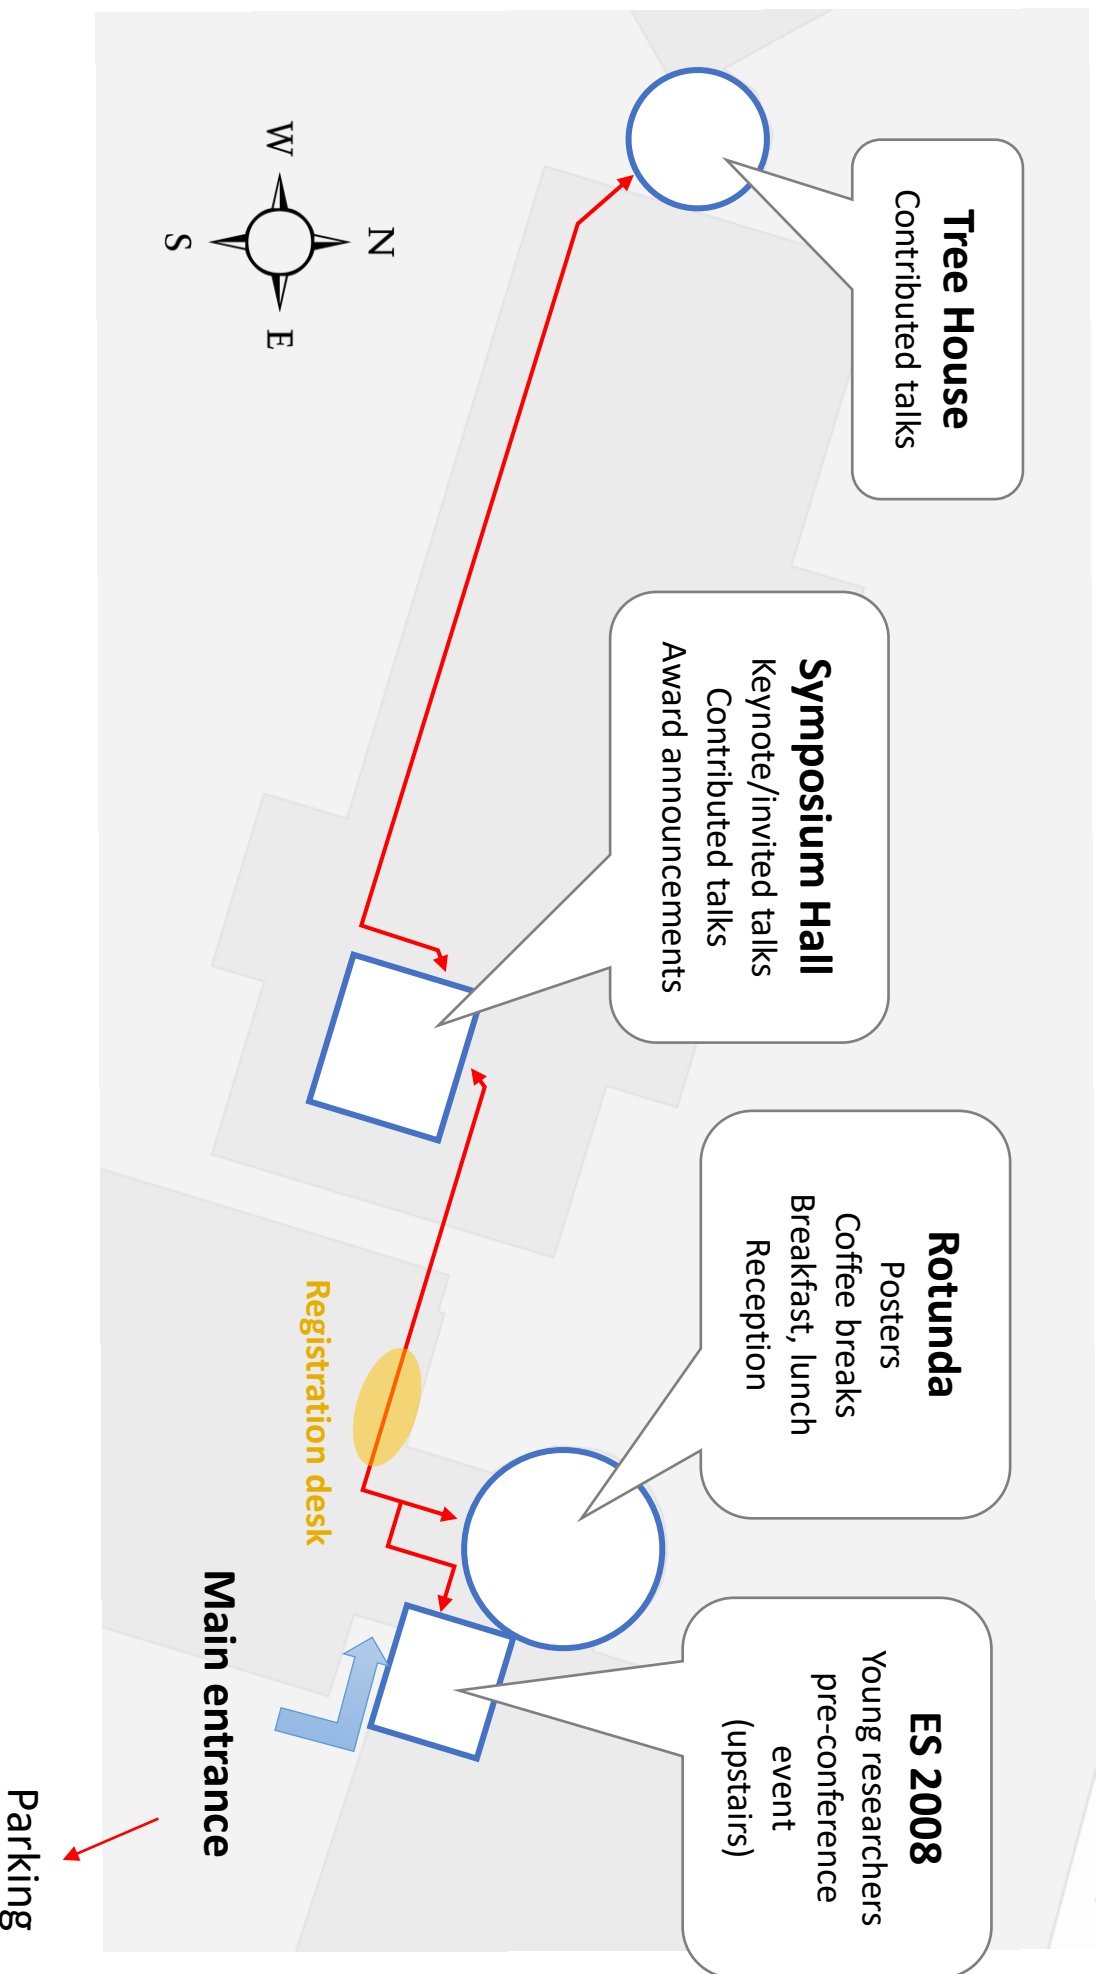 Tree House
Contributed talks
Symposium Hall
Keynote/invited talks
Contributed talks
Award announcements
Rotunda
Posters
Coffee breaks
Breakfast, lunch
Reception
ES 2008
Young researchers
pre-conference
event
(upstairs)
N
W
E
S
Registration desk
Main entrance
Parking